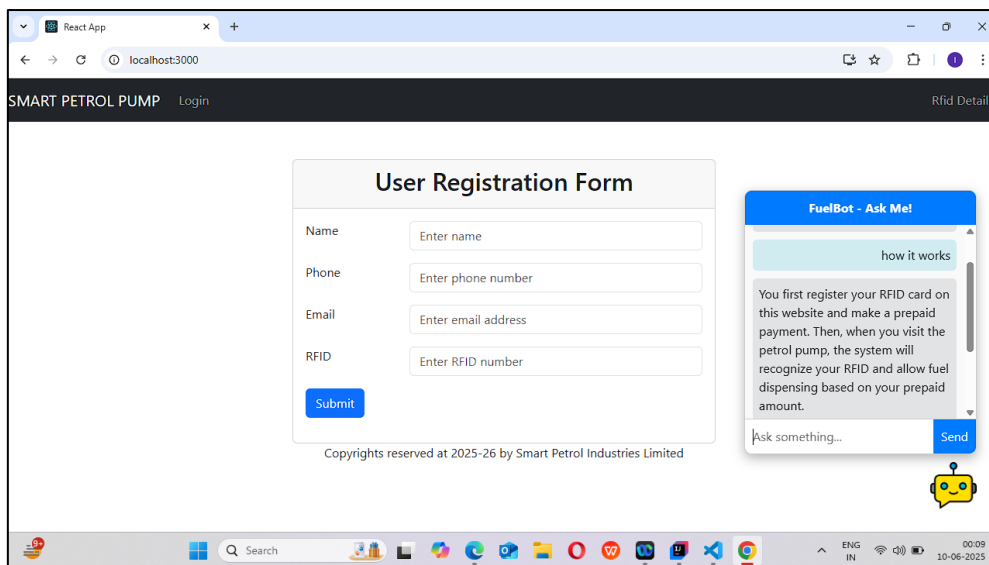 React App
localhost:3000
SMART PETROL PUMP Login Rfid Detail
User Registration Form
Name Enter name
Phone Enter phone number
Email Enter email address
RFID Enter RFID number
Submit
Copyrights reserved at 2025-26 by Smart Petrol Industries Limited
FuelBot - Ask Me!
how it works
You first register your RFID card on
this website and make a prepaid
payment. Then, when you visit the
petrol pump, the system will
recognize your RFID and allow fuel
dispensing based on your prepaid
amount.
Ask something... Send
9+
Search
ENG
IN
00:09
10-06-2025